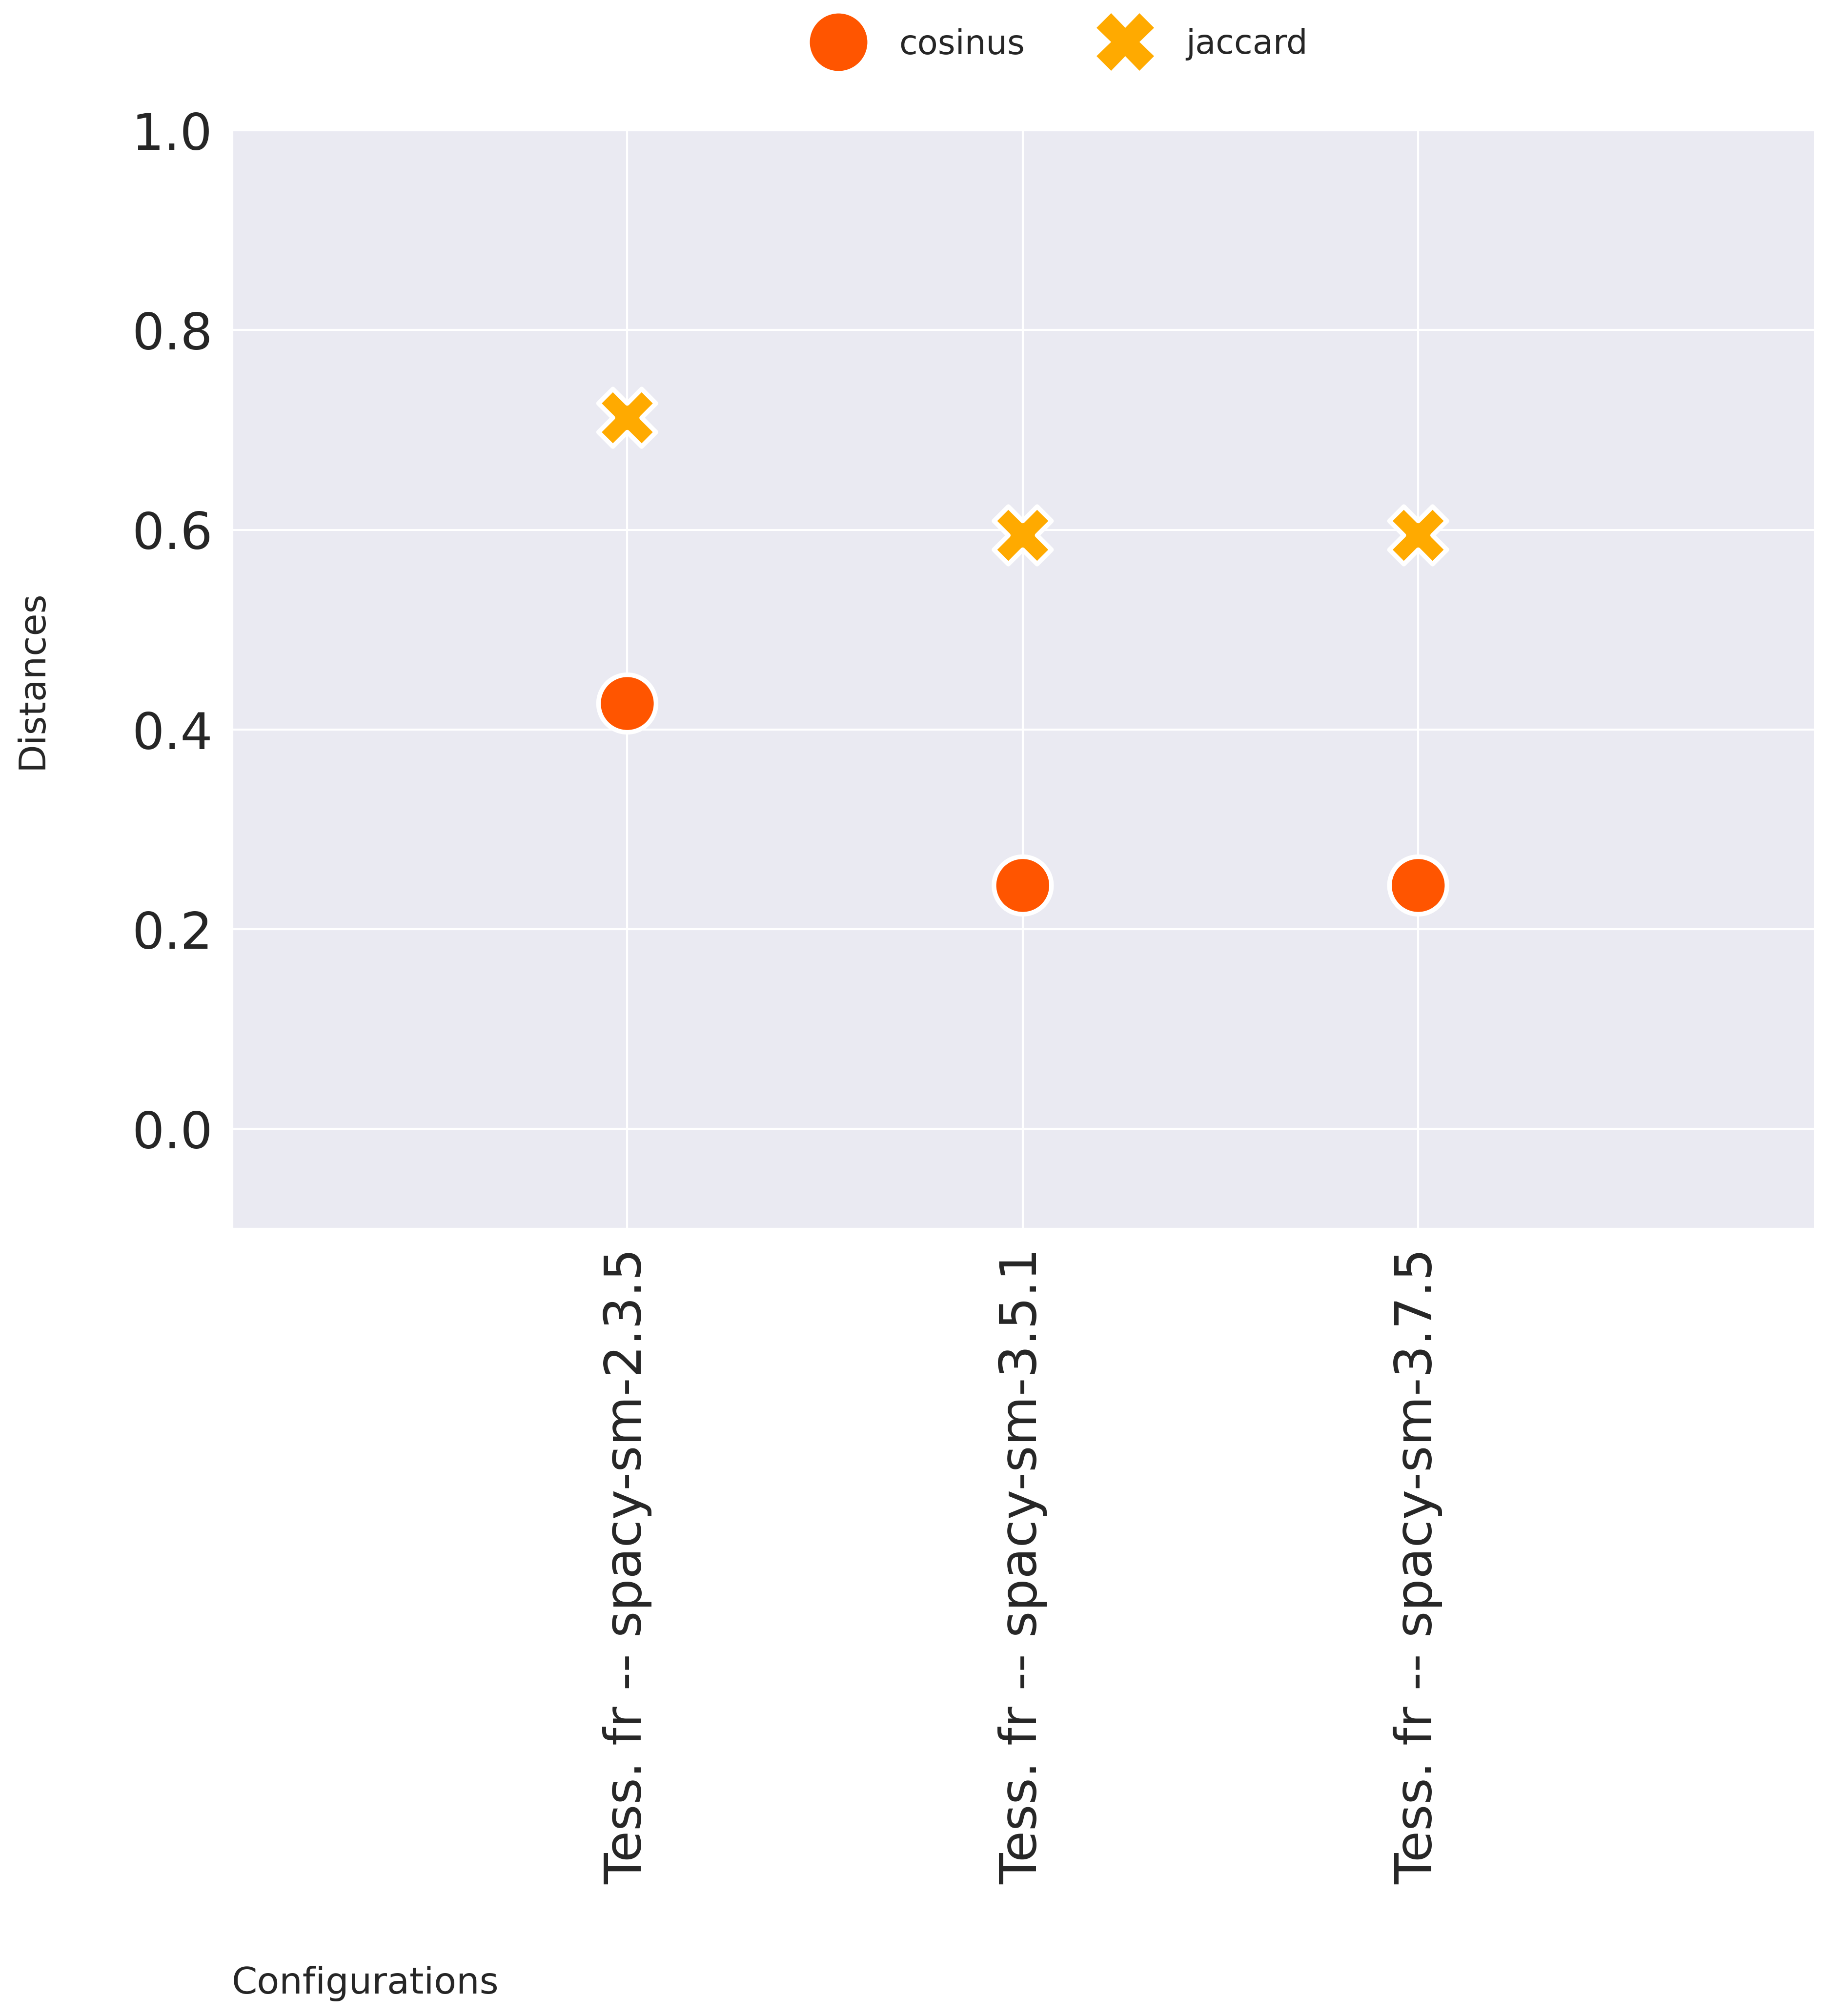 cosinus
jaccard
1.0
0.8
0.6
0.4
0.2
0.0
Distances
Tess. fr -- spacy-sm-2.3.5
Tess. fr -- spacy-sm-3.5.1
Tess. fr -- spacy-sm-3.7.5
Configurations